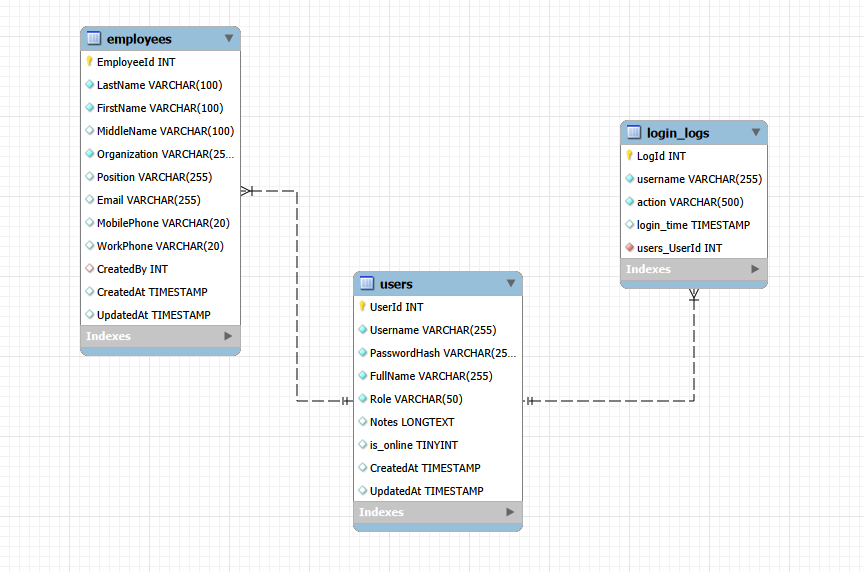 employees
EmployeeId INT
LastName VARCHAR(100)
FirstName VARCHAR(100)
MiddleName VARCHAR(100)
Organization VARCHAR(25...
Position VARCHAR(255)
Email VARCHAR(255)
MobilePhone VARCHAR(20)
WorkPhone VARCHAR(20)
CreatedBy INT
CreatedAt TIMESTAMP
UpdatedAt TIMESTAMP
Indexes
users
UserId INT
Username VARCHAR(255)
PasswordHash VARCHAR(25...
FullName VARCHAR(255)
Role VARCHAR(50)
Notes LONGTEXT
is_online TINYINT
CreatedAt TIMESTAMP
UpdatedAt TIMESTAMP
Indexes
login_logs
LogId INT
username VARCHAR(255)
action VARCHAR(500)
login_time TIMESTAMP
users_UserId INT
Indexes